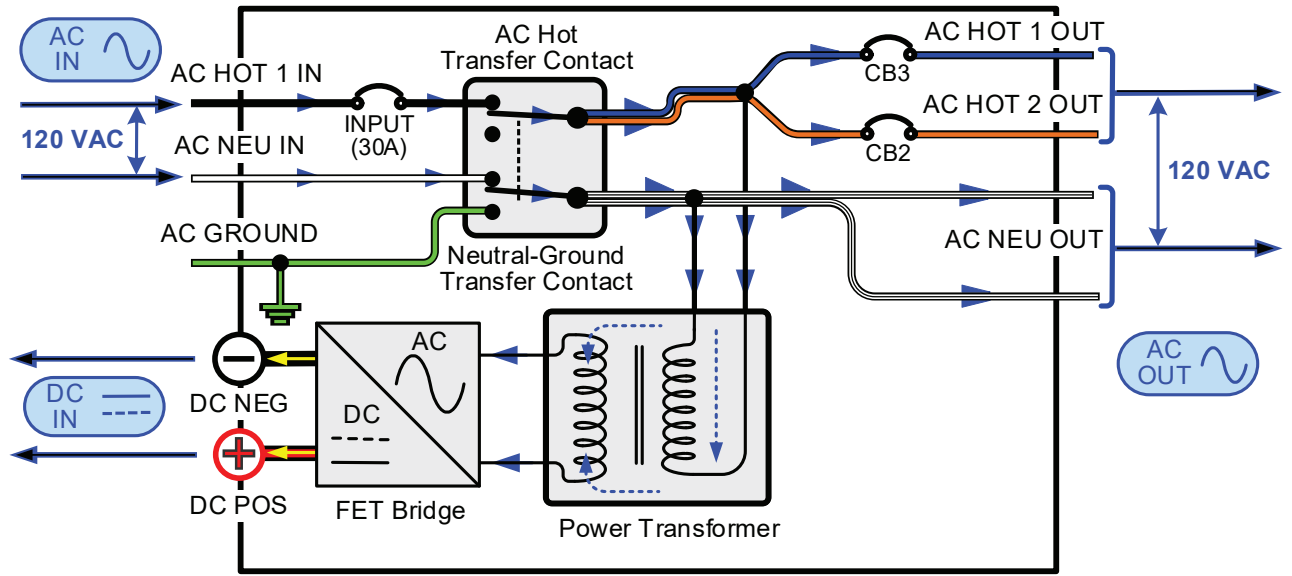 AC
IN
AC HOT 1 IN
120 VAC
AC NEU IN
AC GROUND
INPUT
(30A)
AC Hot
Transfer Contact
Neutral-Ground
Transfer Contact
CB3
CB2
AC HOT 1 OUT
AC HOT 2 OUT
120 VAC
AC NEU OUT
AC
OUT
DC NEG
DC
IN
DC POS
AC
DC
FET Bridge
Power Transformer